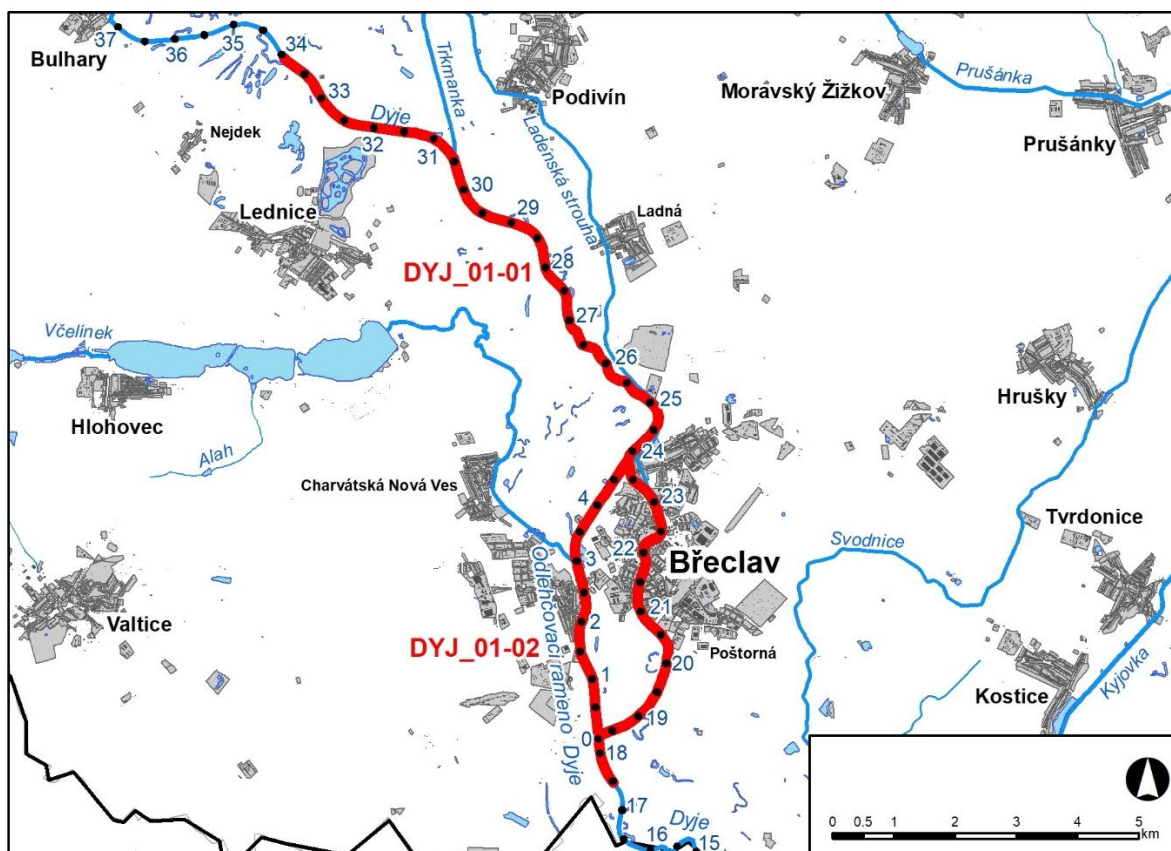 37
36
35
34
Bulhary
33
Trkmanka
Podivín
Morávský Žižkov
Prušánka
Nejdek
Dyje
32
31
Ladenská strouha
Prušánky
Lednice
30
29
Ladná
DYJ_01-01
28
27
Včelínek
26
Hlohovec
25
Hrušky
Alah
24
Charvátská Nová Ves
4
23
Tvrdonice
Odlehčovací rameno Dyje
3
22
Břeclav
Svodnice
Valtice
2
21
DYJ_01-02
Poštorná
20
1
Kostice
Kyjovka
19
0
18
17
16
Dyje
15
0 0.5 1 2 3 4 5
km